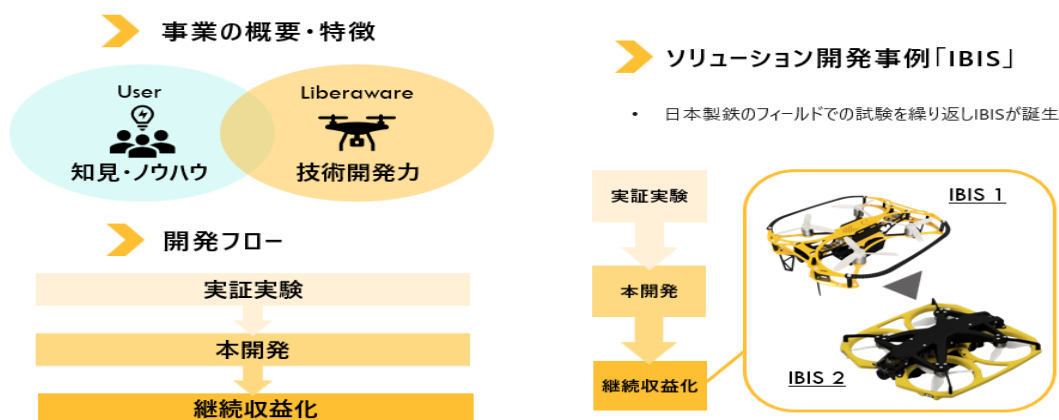 事業の概要・特徴
User
Liberaware
知見・ノウハウ
技術開発力
開発フロー
実証実験
本開発
継続収益化
ソリューション開発事例「IBIS」
• 日本製鉄のフィールドでの試験を繰り返しIBISが誕生
実証実験
本開発
継続収益化
IBIS 1
IBIS 2